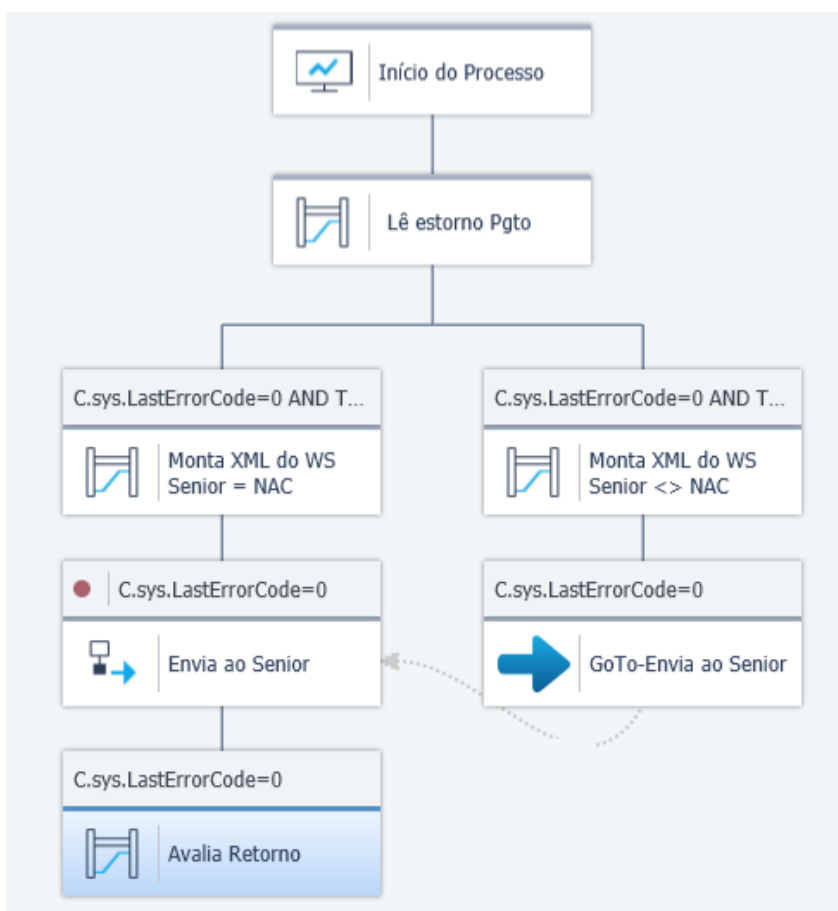 Início do Processo
Lê estorno Pgto
C.sys.LastErrorCode=0 AND T...
C.sys.LastErrorCode=0 AND T...
Monta XML do WS
Senior = NAC
Monta XML do WS
Senior <> NAC
C.sys.LastErrorCode=0
C.sys.LastErrorCode=0
Envia ao Senior
GoTo-Envia ao Senior
C.sys.LastErrorCode=0
Avalia Retorno